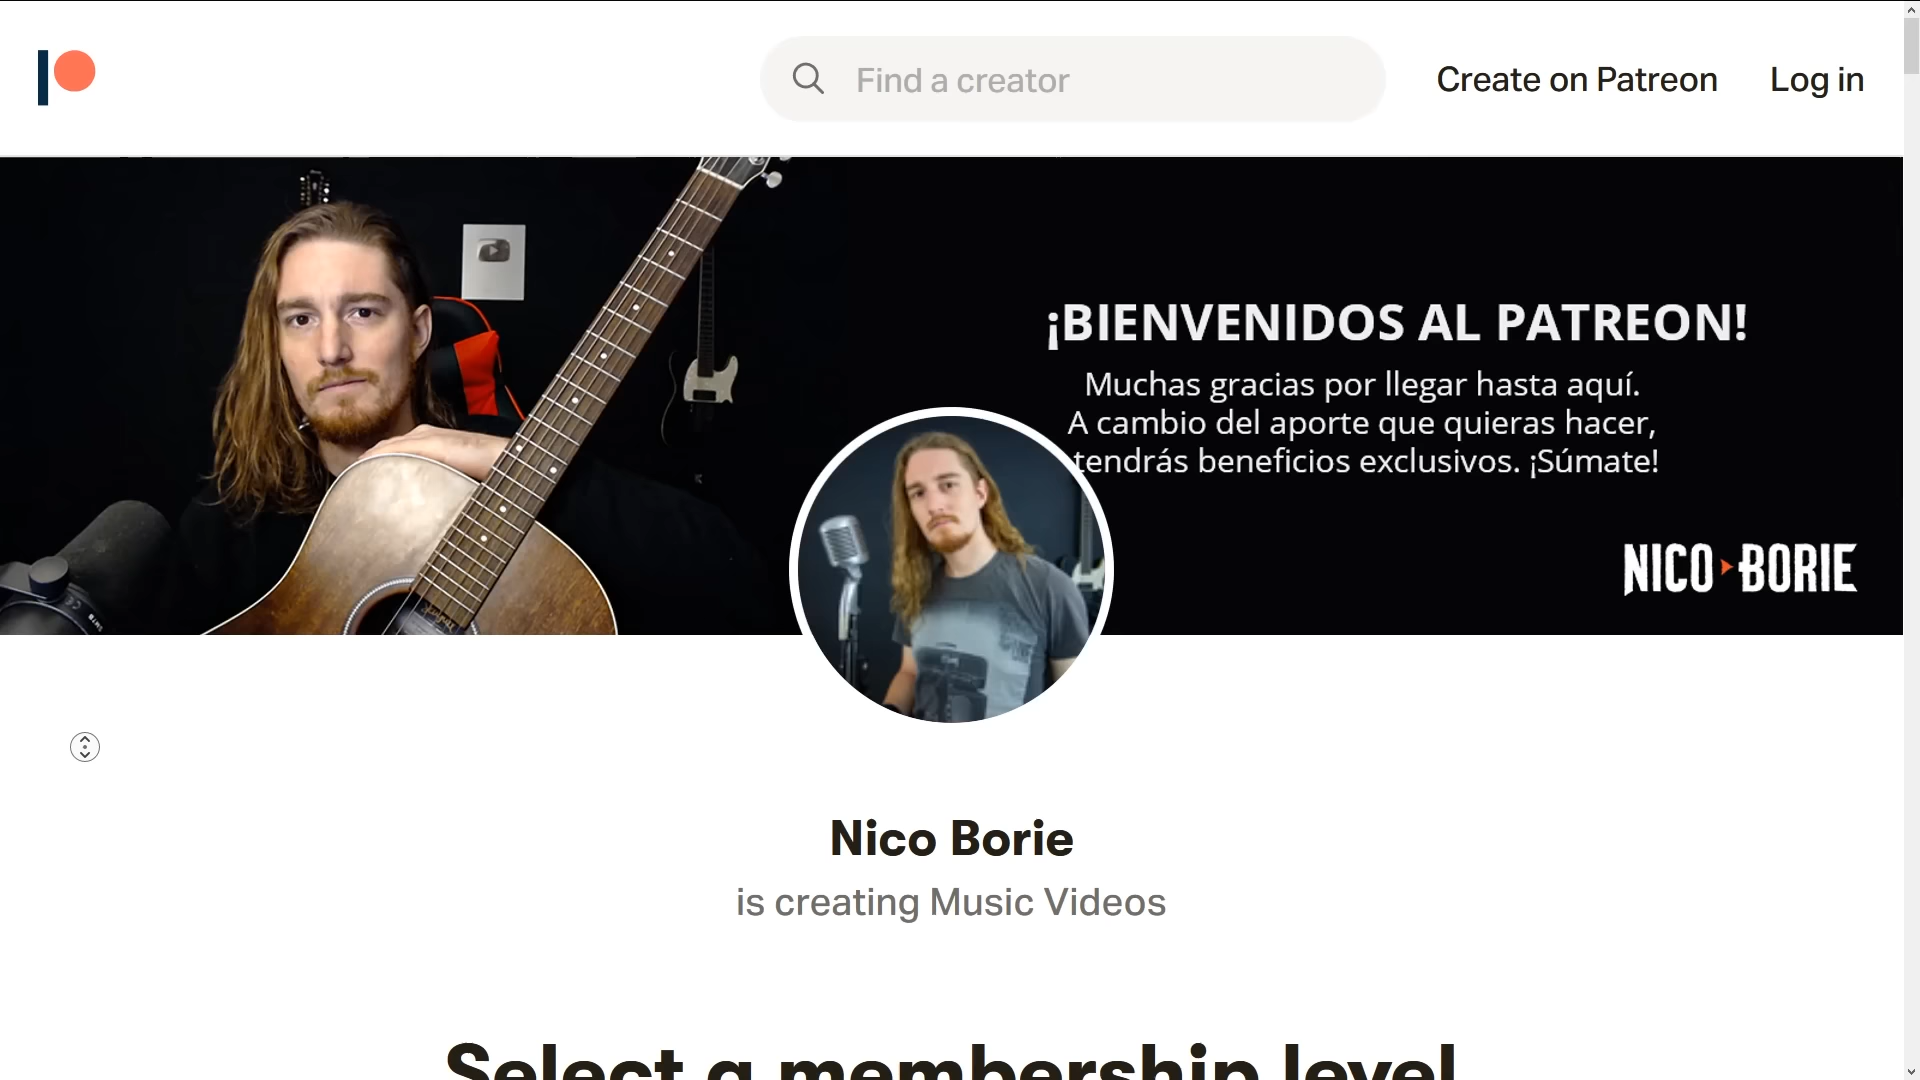 Find a creator
Create on Patreon
Log in
¡BIENVENIDOS AL PATREON!
Muchas gracias por llegar hasta aquí.
A cambio del aporte que quieras hacer,
tendrás beneficios exclusivos. ¡Súmate!
NICO BORIE
Nico Borie
is creating Music Videos
Select a membership level